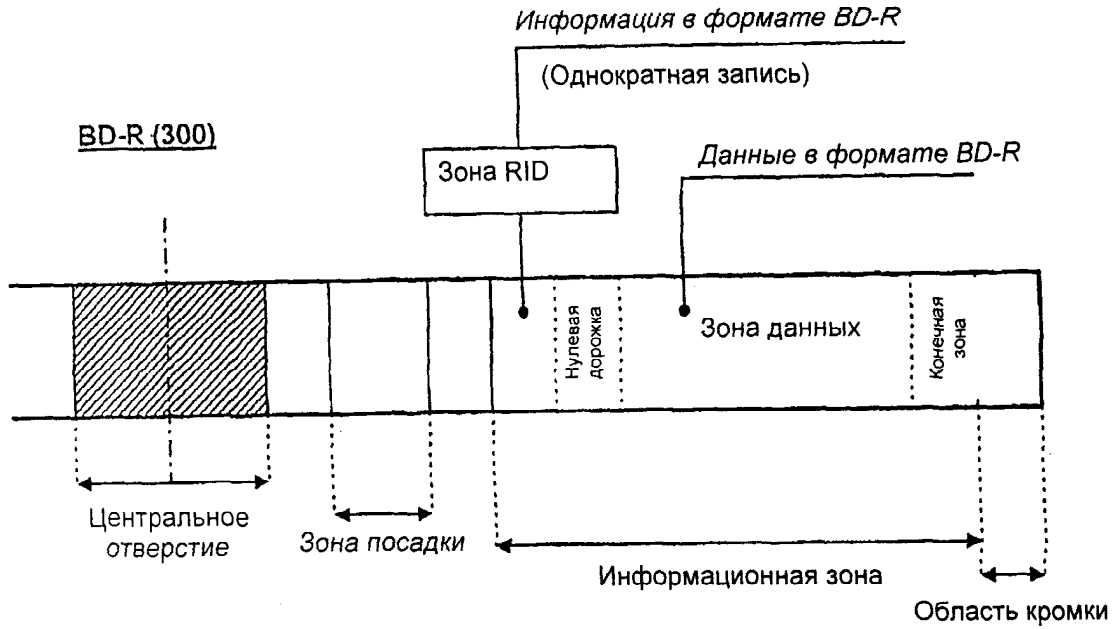 Информация в формате BD-R
(Однократная запись)
BD-R (300)
Зона RID
Данные в формате BD-R
Нулевая
дорожка
Зона данных
Конечная
зона
Центральное
отверстие
Зона посадки
Информационная зона
Область кромки